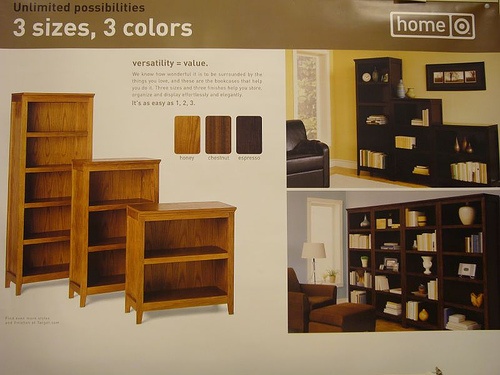 Unlimited possibilities
3 sizes, 3 colors
home
versatility = value.
We know how wonderful it is to be surrounded by the
things you love, and these are the bookcases that help
you do it. Three sizes and three finishes help you store,
organize and display effortlessly and elegantly.
It's as easy as 1, 2, 3.
honey chestnut espresso